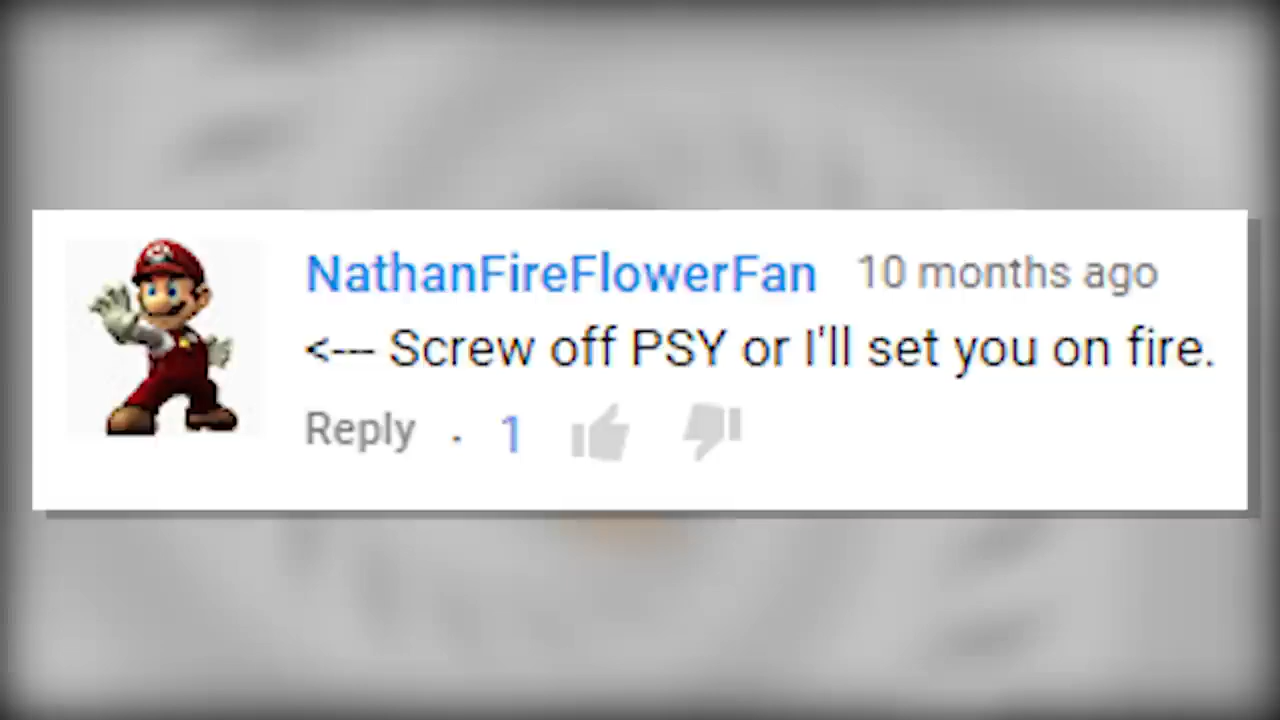 NathanFireFlowerFan 10 months ago
<--- Screw off PSY or I'll set you on fire.
Reply · 1